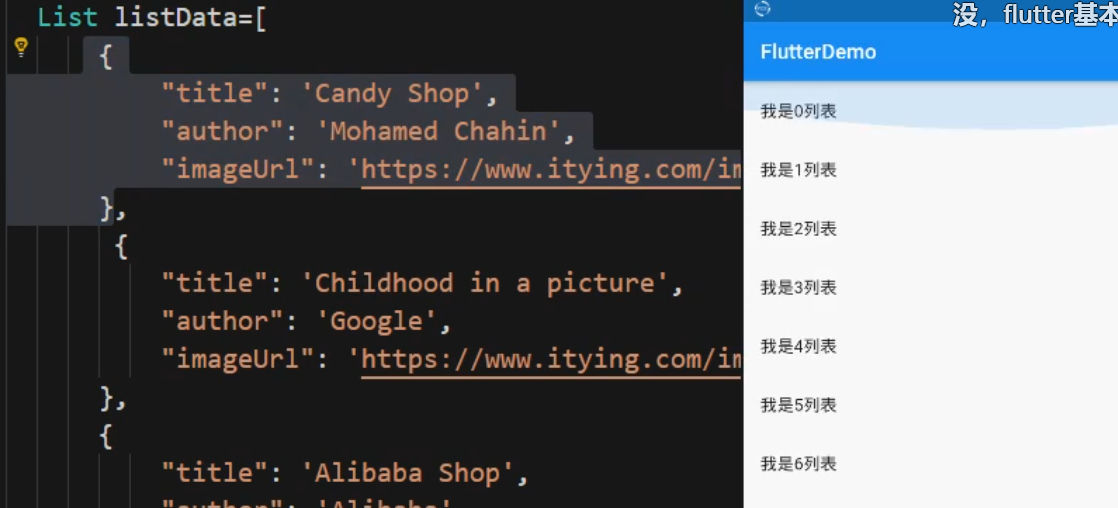 List listData=[
{
"title": 'Candy Shop',
"author": 'Mohamed Chahin',
"imageUrl": 'https://www.itying.com/im
},
{
"title": 'Childhood in a picture',
"author": 'Google',
"imageUrl": 'https://www.itying.com/im
},
{
"title": 'Alibaba Shop',
"author": 'Alibaba'
没，flutter基本
FlutterDemo
我是0列表
我是1列表
我是2列表
我是3列表
我是4列表
我是5列表
我是6列表